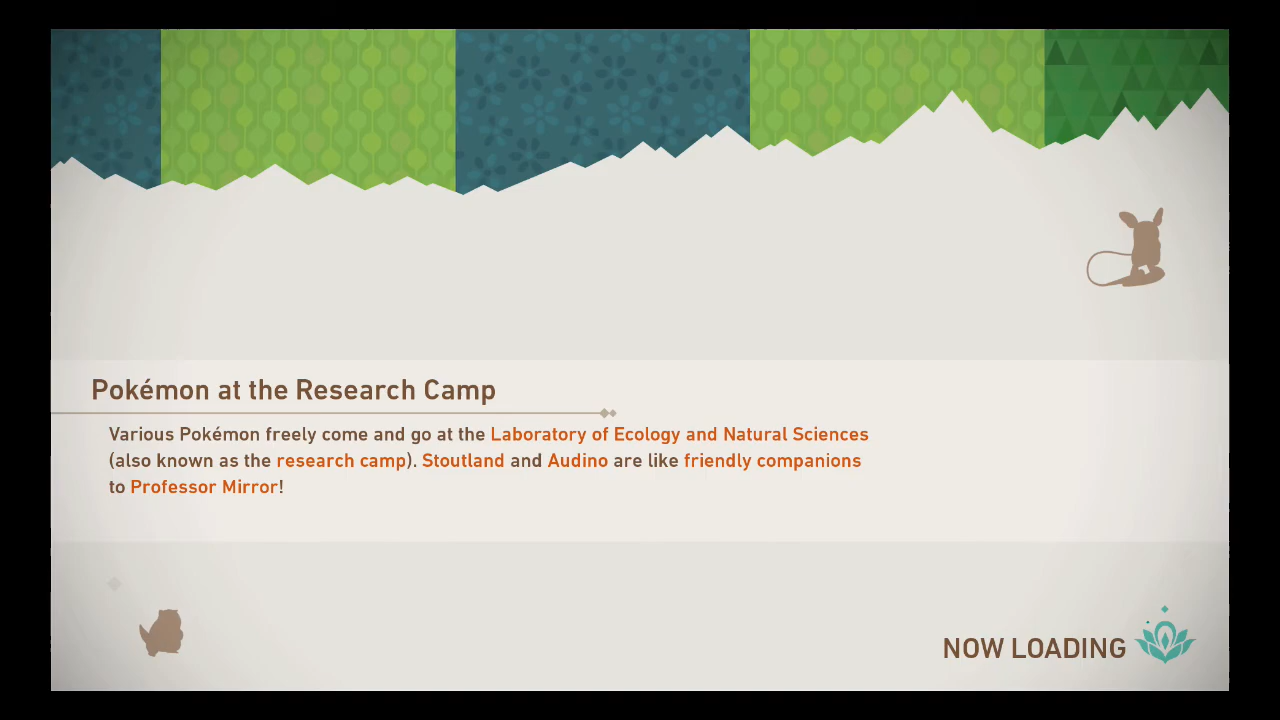 Pokémon at the Research Camp
Various Pokémon freely come and go at the Laboratory of Ecology and Natural Sciences
(also known as the research camp). Stoutland and Audino are like friendly companions
to Professor Mirror!
NOW LOADING